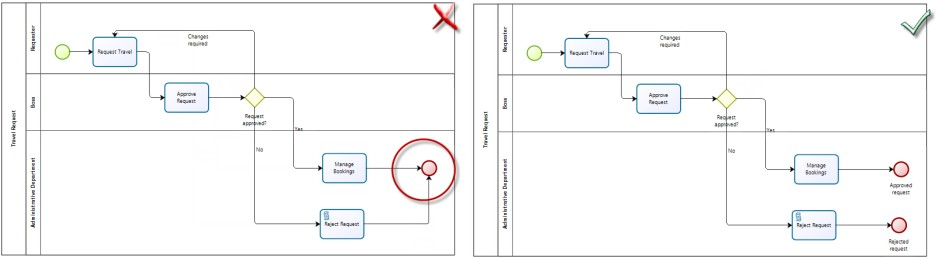 Travel Request
Requester
Boss
Administrative Department
Request Travel
Changes
required
Approve
Request
Request
approved?
Yes
No
Manage
Bookings
Reject Request
Travel Request
Requester
Boss
Administrative Department
Request Travel
Changes
required
Approve
Request
Request
approved?
Yes
No
Manage
Bookings
Approved
request
Reject Request
Rejected
request